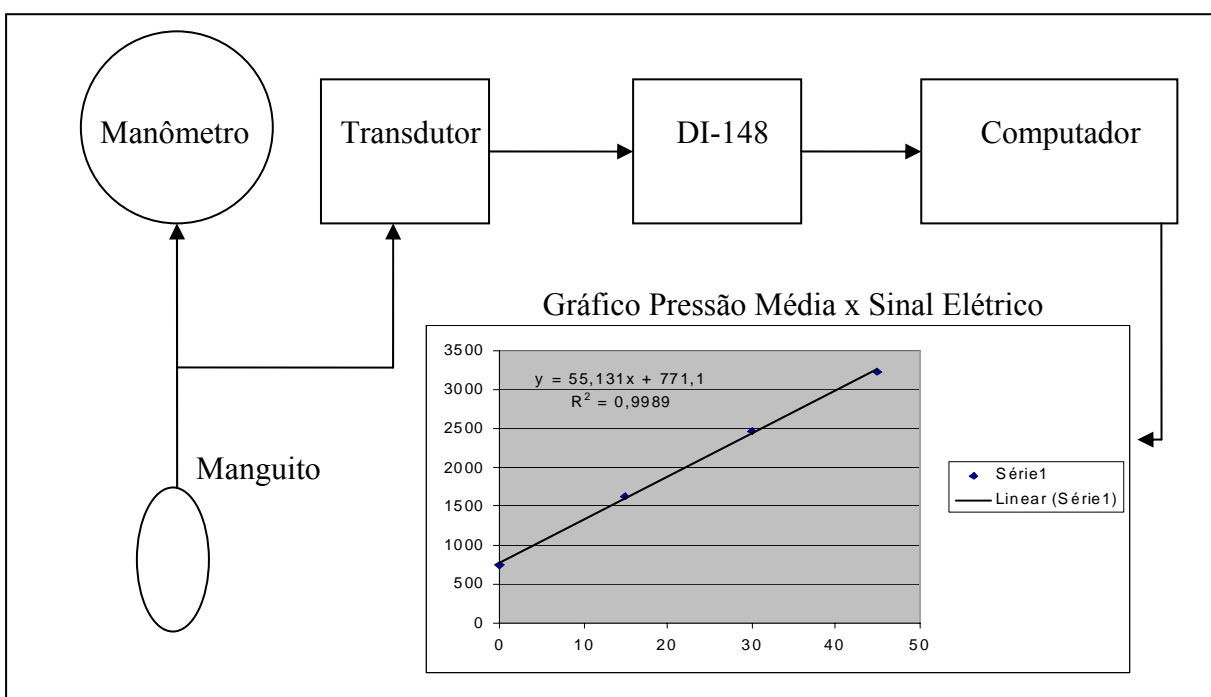 Manômetro
Transdutor
DI-148
Computador
Manguito
Gráfico Pressão Média x Sinal Elétrico
3500
3000
2500
2000
1500
1000
500
0
y = 55,131x + 771,1
R² = 0,9989
0 10 20 30 40 50
Série1
Linear (Série1)